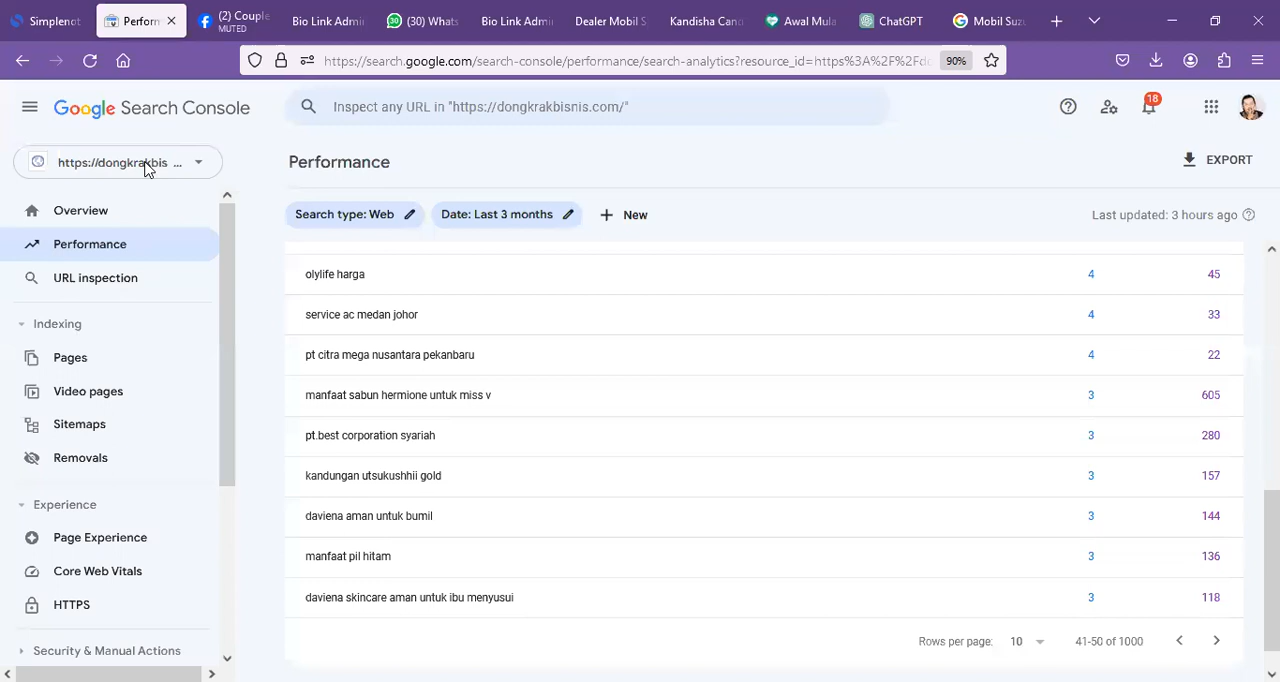 Simplenot
Perform
(2) Couple
MUTED
Bio Link Admi
(30) Whats
Bio Link Admi
Dealer Mobil S
Kandisha Can
Awal Mula
ChatGPT
Mobil Suzu
https://search.google.com/search-console/performance/search-analytics?resource_id=https%3A%2F%2Fdo
90%
Google Search Console
Inspect any URL in "https://dongkrakbisnis.com/"
18
https://dongkrakbis ...
Performance
EXPORT
Overview
Search type: Web
Date: Last 3 months
New
Last updated: 3 hours ago
Performance
URL inspection
Indexing
Pages
Video pages
Sitemaps
Removals
Experience
Page Experience
Core Web Vitals
HTTPS
Security & Manual Actions
olylife harga 4 45
service ac medan johor 4 33
pt citra mega nusantara pekanbaru 4 22
manfaat sabun hermione untuk miss v 3 605
pt.best corporation syariah 3 280
kandungan utsukushhii gold 3 157
daviena aman untuk bumil 3 144
manfaat pil hitam 3 136
daviena skincare aman untuk ibu menyusui 3 118
Rows per page: 10 41-50 of 1000